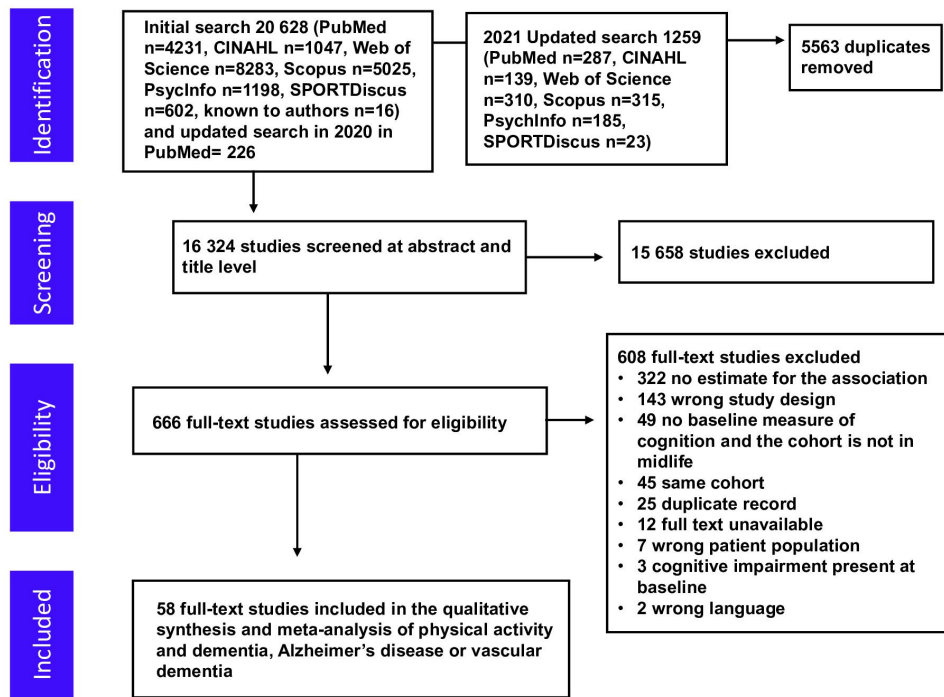 Identification
Initial search 20 628 (PubMed
n=4231, CINAHL n=1047, Web of
Science n=8283, Scopus n=5025,
PsycInfo n=1198, SPORTDiscus
n=602, known to authors n=16)
and updated search in 2020 in
PubMed= 226
2021 Updated search 1259
(PubMed n=287, CINAHL
n=139, Web of Science
n=310, Scopus n=315,
PsychInfo n=185,
SPORTDiscus n=23)
5563 duplicates
removed
Screening
16 324 studies screened at abstract and
title level
15 658 studies excluded
Eligibility
666 full-text studies assessed for eligibility
608 full-text studies excluded
• 322 no estimate for the association
• 143 wrong study design
• 49 no baseline measure of
cognition and the cohort is not in
midlife
• 45 same cohort
• 25 duplicate record
• 12 full text unavailable
• 7 wrong patient population
• 3 cognitive impairment present at
baseline
• 2 wrong language
Included
58 full-text studies included in the qualitative
synthesis and meta-analysis of physical activity
and dementia, Alzheimer's disease or vascular
dementia